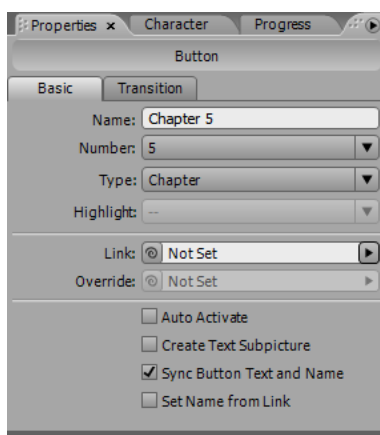 Properties x Character Progress
Button
Basic Transition
Name: Chapter 5
Number: 5
Type: Chapter
Highlight: --
Link: Not Set
Override: Not Set
Auto Activate
Create Text Subpicture
Sync Button Text and Name
Set Name from Link